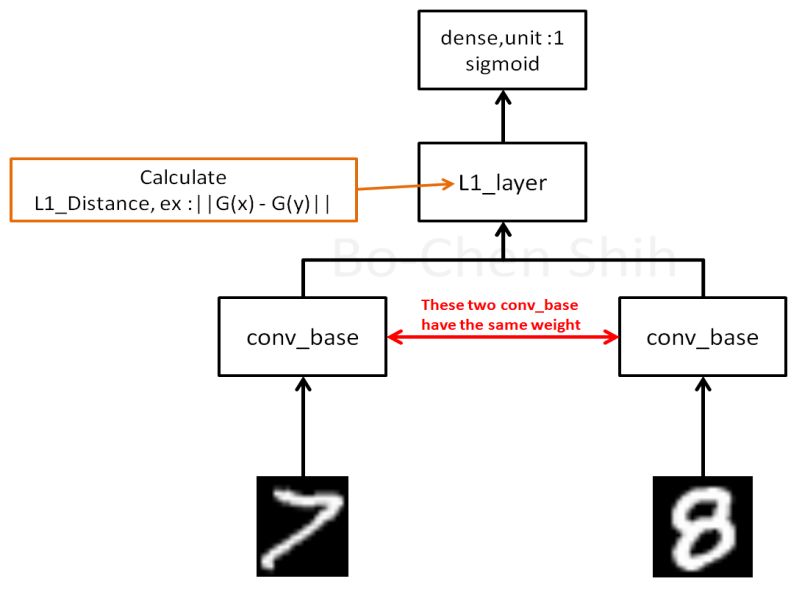 dense,unit :1
sigmoid
L1_layer
Calculate
L1_Distance, ex :||G(x) - G(y)||
Bo Chen Shih
These two conv_base
have the same weight
conv_base
conv_base
7
8